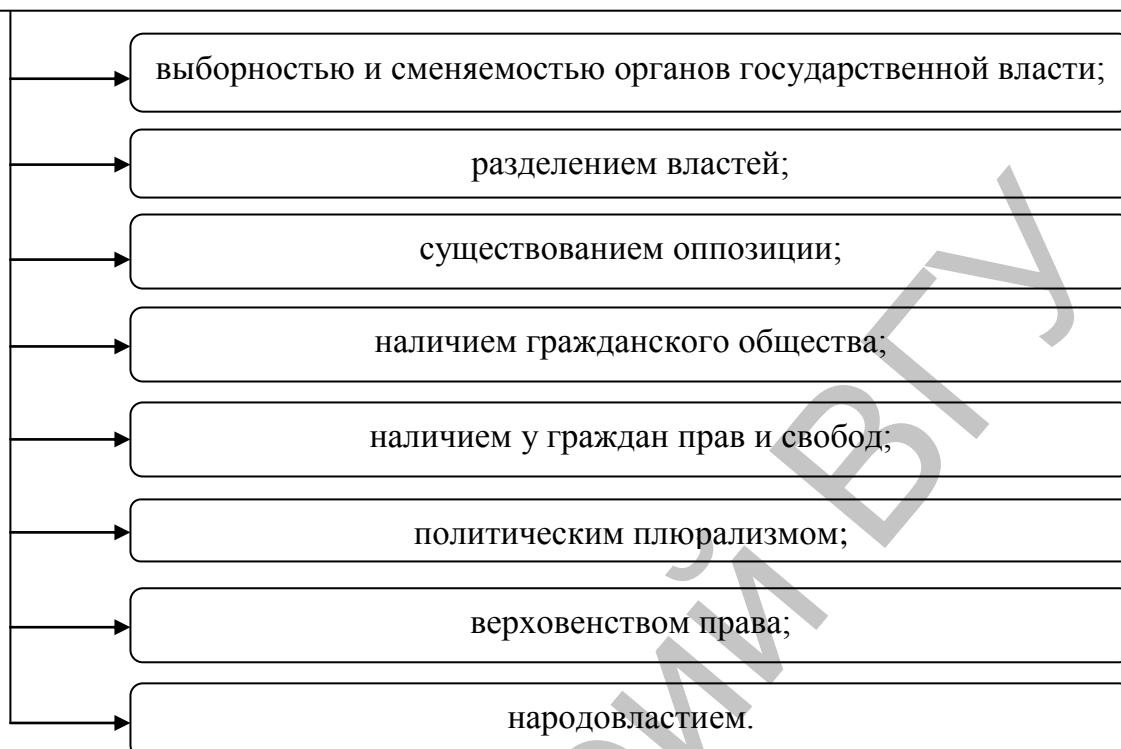 выборностью и сменяемостью органов государственной власти;
разделением властей;
существованием оппозиции;
наличием гражданского общества;
наличием у граждан прав и свобод;
политическим плюрализмом;
верховенством права;
народовластием.
ВГУ